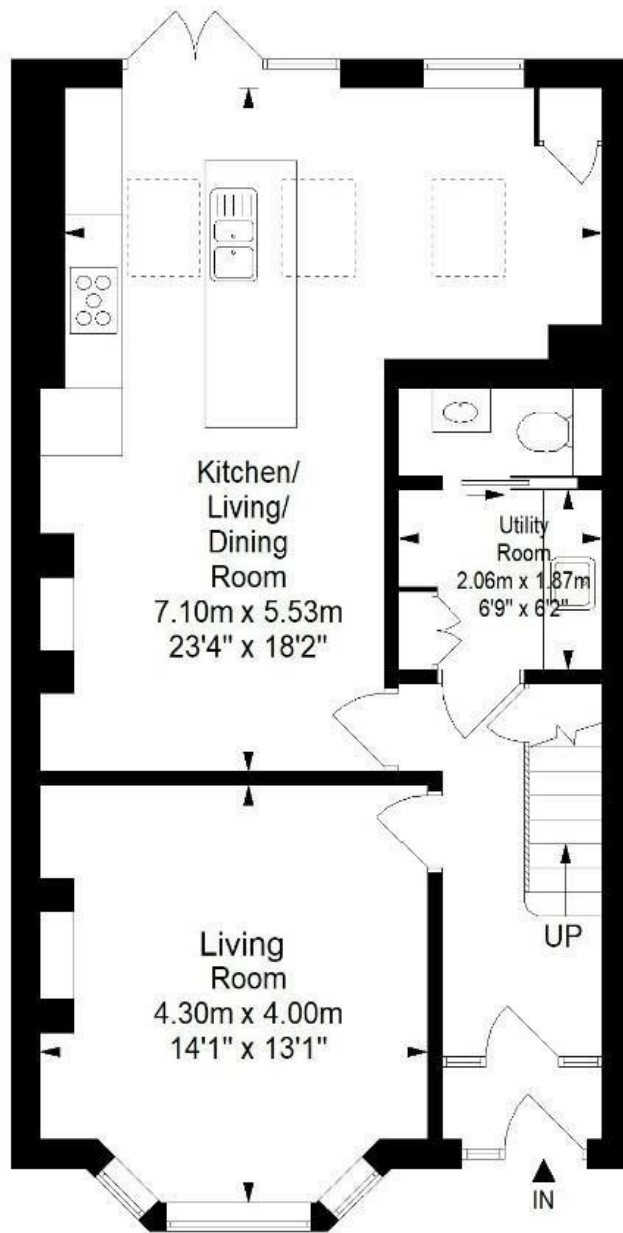 Kitchen/
Living/
Dining
Room
7.10m x 5.53m
23'4" x 18'2"
Utility
Room
2.06m x 1.87m
6'9" x 6'2"
Living
Room
4.30m x 4.00m
14'1" x 13'1"
UP
IN